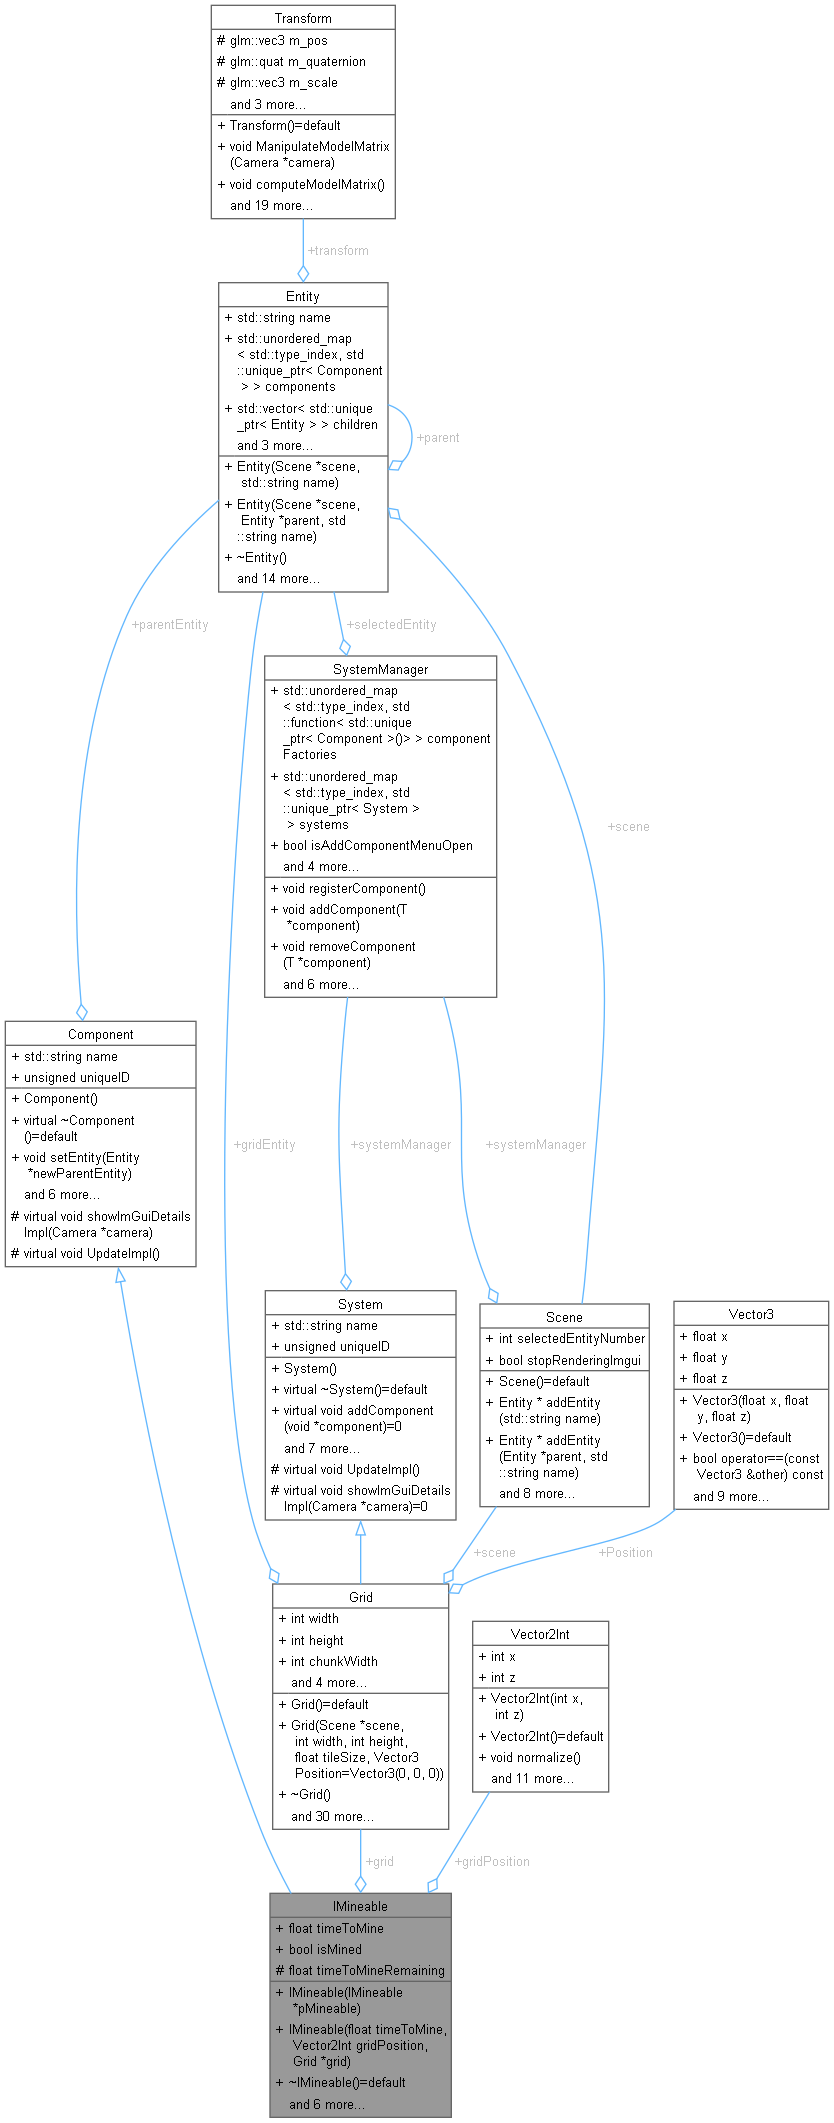 Transform
# glm::vec3 m_pos
# glm::quat m_quaternion
# glm::vec3 m_scale
and 3 more...
+ Transform()=default
+ void ManipulateModelMatrix
(Camera *camera)
+ void computeModelMatrix()
and 19 more...
+transform
Entity
+ std::string name
+ std::unordered_map
< std::type_index, std
::unique_ptr< Component
> > components
+ std::vector< std::unique
_ptr< Entity > > children
and 3 more...
+ Entity(Scene *scene,
std::string name)
+ Entity(Scene *scene,
Entity *parent, std
::string name)
+ ~Entity()
and 14 more...
+parent
+parentEntity
+selectedEntity
SystemManager
+ std::unordered_map
< std::type_index, std
::function< std::unique
_ptr< Component >()> > component
Factories
+ std::unordered_map
< std::type_index, std
::unique_ptr< System >
> systems
+ bool isAddComponentMenuOpen
and 4 more...
+ void registerComponent()
+ void addComponent(T
*component)
+ void removeComponent
(T *component)
and 6 more...
+scene
Component
+ std::string name
+ unsigned uniqueID
+ Component()
+ virtual ~Component
()=default
+ void setEntity(Entity
*newParentEntity)
and 6 more...
# virtual void showImGuiDetails
Impl(Camera *camera)
# virtual void UpdateImpl()
+gridEntity
+systemManager
+systemManager
System
+ std::string name
+ unsigned uniqueID
+ System()
+ virtual ~System()=default
+ virtual void addComponent
(void *component)=0
and 7 more...
# virtual void UpdateImpl()
# virtual void showImGuiDetails
Impl(Camera *camera)=0
Scene
+ int selectedEntityNumber
+ bool stopRenderingImgui
+ Scene()=default
+ Entity * addEntity
(std::string name)
+ Entity * addEntity
(Entity *parent, std
::string name)
and 8 more...
Vector3
+ float x
+ float y
+ float z
+ Vector3(float x, float
y, float z)
+ Vector3()=default
+ bool operator==(const
Vector3 &other) const
and 9 more...
+scene
+Position
Grid
+ int width
+ int height
+ int chunkWidth
and 4 more...
+ Grid()=default
+ Grid(Scene *scene,
int width, int height,
float tileSize, Vector3
Position=Vector3(0, 0, 0))
+ ~Grid()
and 30 more...
Vector2Int
+ int x
+ int z
+ Vector2Int(int x,
int z)
+ Vector2Int()=default
+ void normalize()
and 11 more...
+grid
+gridPosition
IMineable
+ float timeToMine
+ bool isMined
# float timeToMineRemaining
+ IMineable(IMineable
*pMineable)
+ IMineable(float timeToMine,
Vector2Int gridPosition,
Grid *grid)
+ ~IMineable()=default
and 6 more...